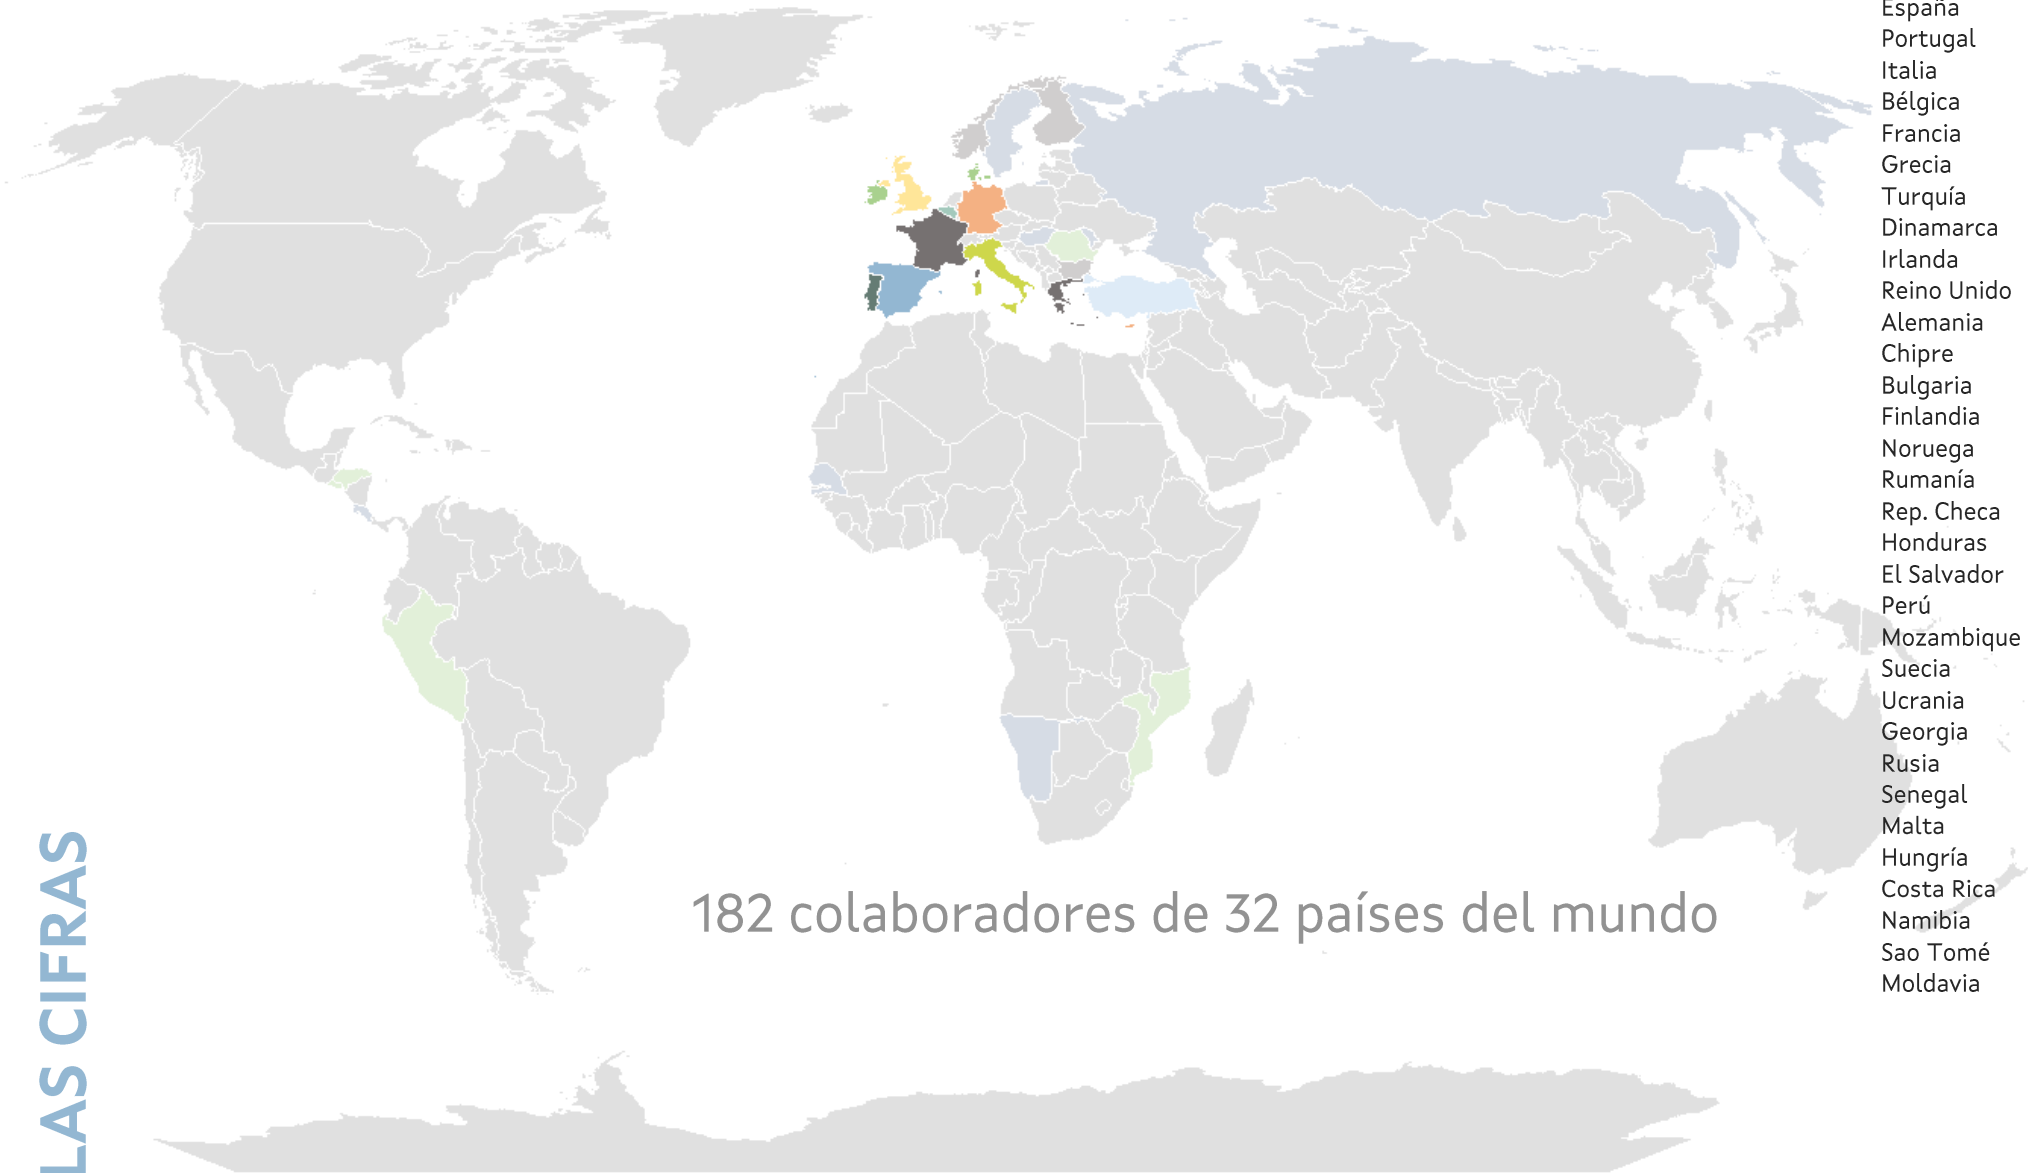 España
Portugal
Italia
Bélgica
Francia
Grecia
Turquía
Dinamarca
Irlanda
Reino Unido
Alemania
Chipre
Bulgaria
Finlandia
Noruega
Rumanía
Rep. Checa
Honduras
El Salvador
Perú
Mozambique
Suecia
Ucrania
Georgia
Rusia
Senegal
Malta
Hungría
Costa Rica
Namibia
Sao Tomé
Moldavia
182 colaboradores de 32 países del mundo
LAS CIFRAS